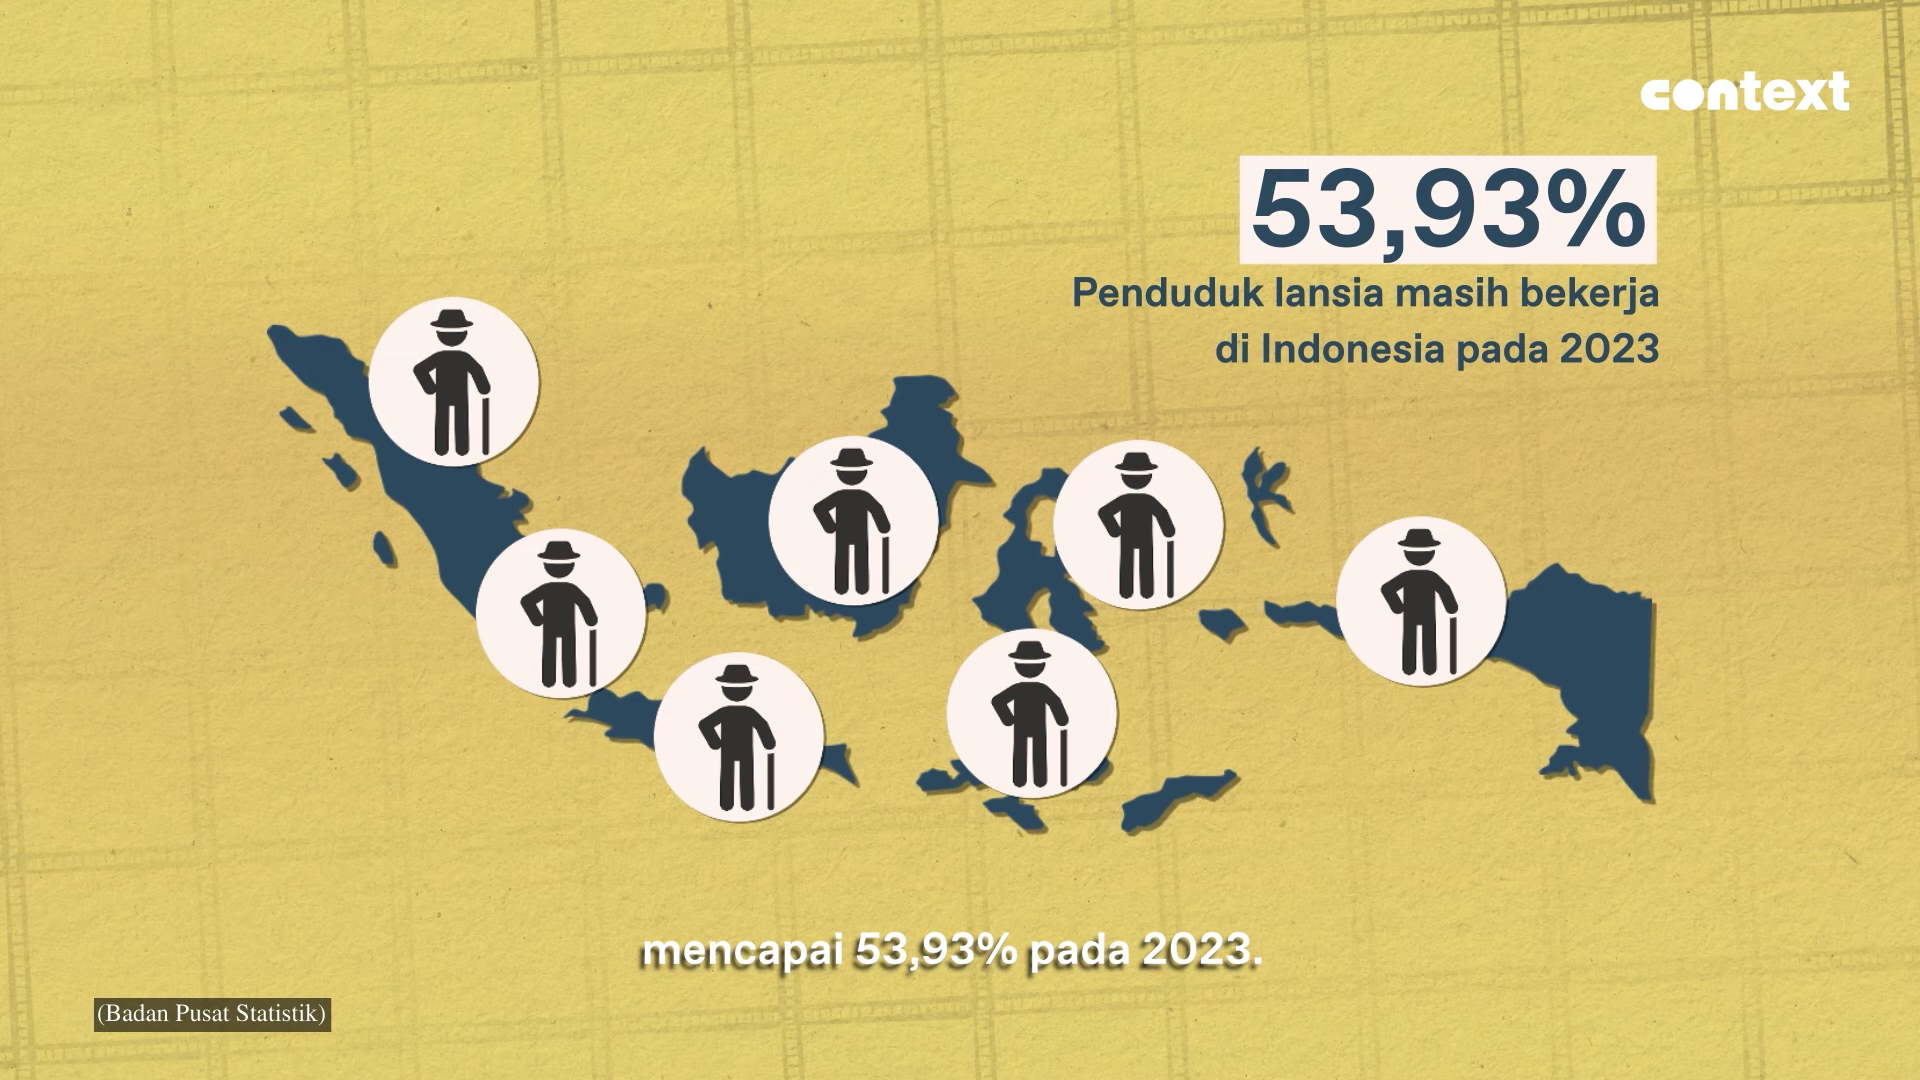 context
53,93%
Penduduk lansia masih bekerja
di Indonesia pada 2023
mencapai 53,93% pada 2023.
(Badan Pusat Statistik)